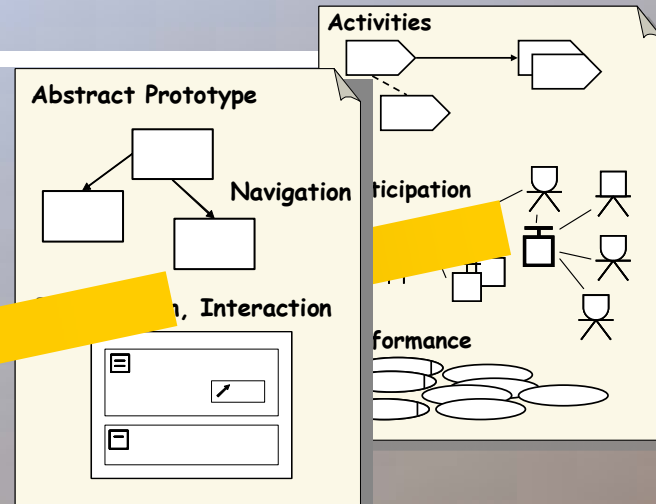 Activities
Abstract Prototype
Navigation
ticipation
, Interaction
formance